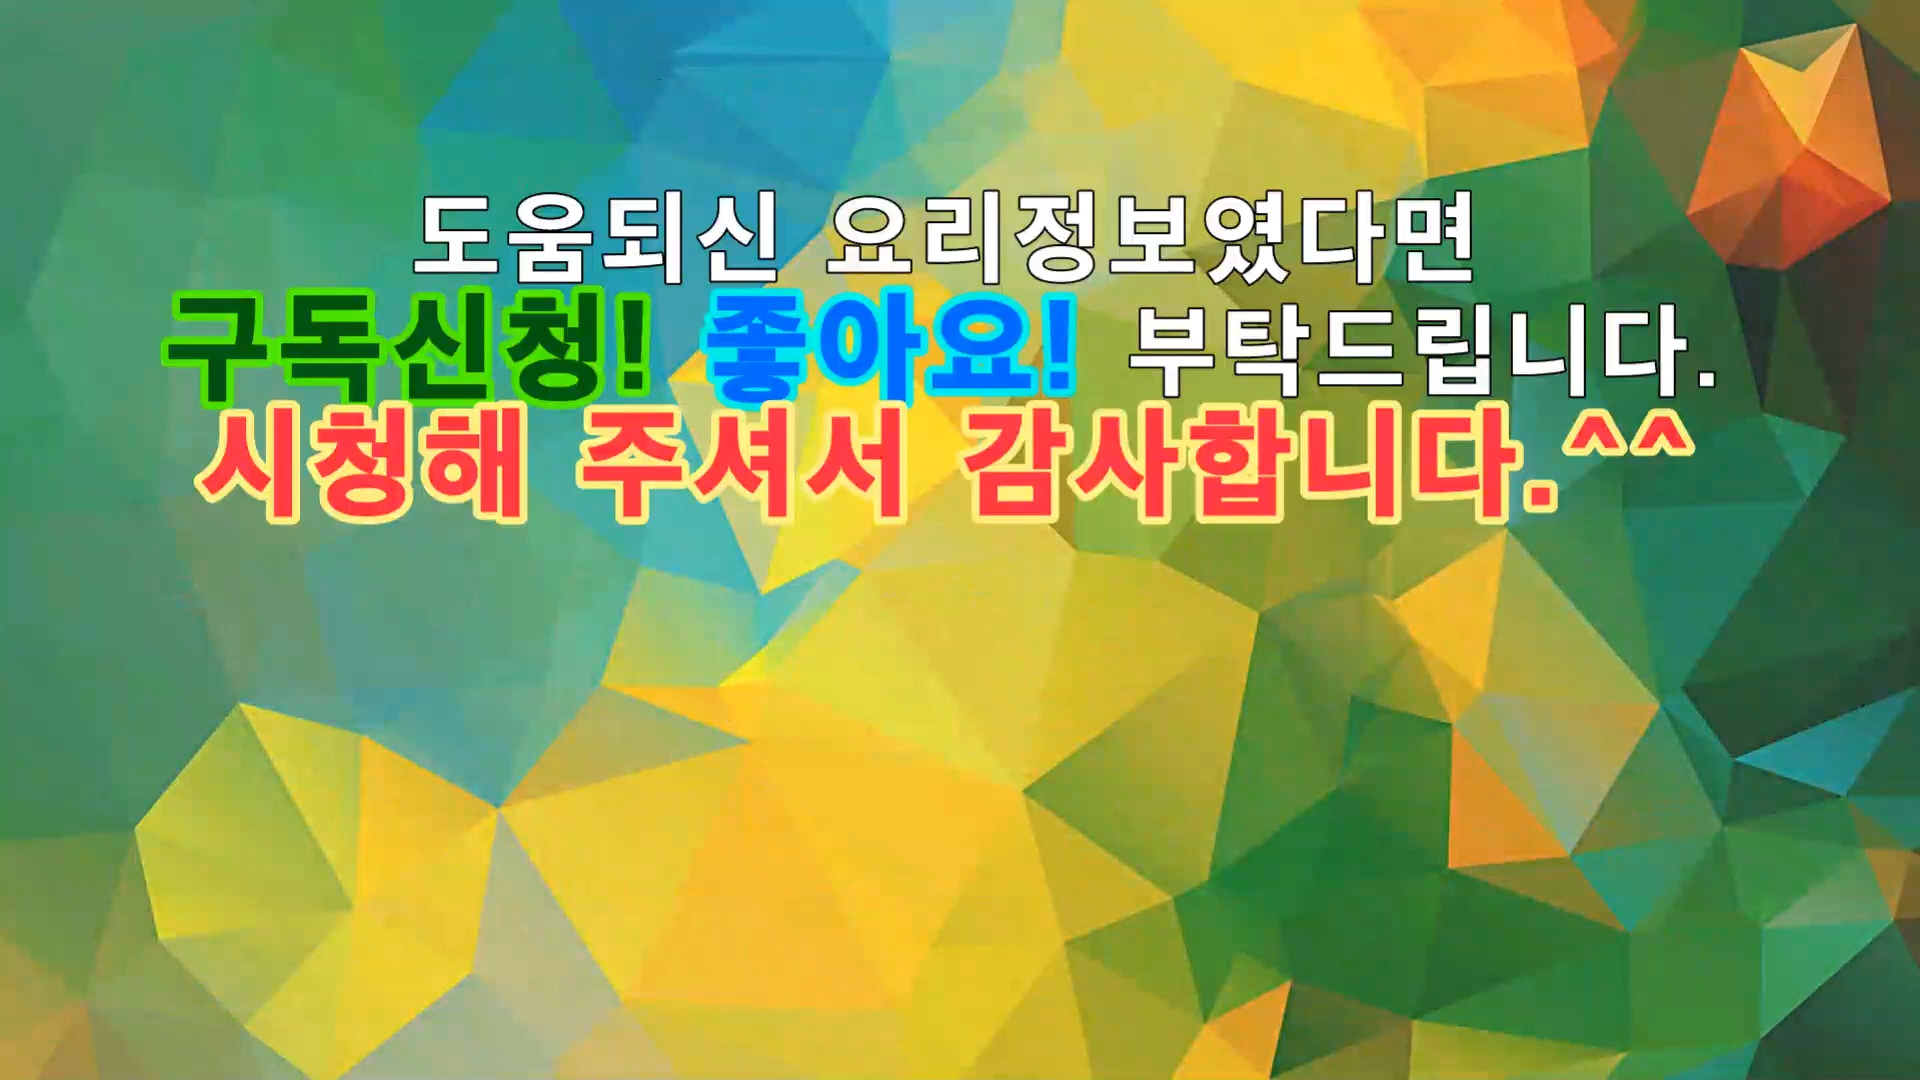 도움되신 요리정보였다면
구독신청! 좋아요! 부탁드립니다.
시청해 주셔서 감사합니다.^^